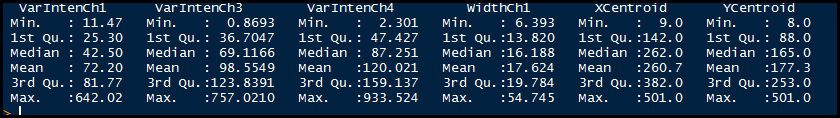 VarIntenCh1 VarIntenCh3 VarIntenCh4 WidthCh1 XCentroid YCentroid
Min. : 11.47 Min. : 0.8693 Min. : 2.301 Min. : 6.393 Min. : 9.0 Min. : 8.0
1st Qu.: 25.30 1st Qu.: 36.7047 1st Qu.: 47.427 1st Qu.:13.820 1st Qu.:142.0 1st Qu.: 88.0
Median : 42.50 Median : 69.1166 Median : 87.251 Median :16.188 Median :262.0 Median :165.0
Mean : 72.20 Mean : 98.5549 Mean :120.021 Mean :17.624 Mean :260.7 Mean :177.3
3rd Qu.: 81.77 3rd Qu.:123.8391 3rd Qu.:159.137 3rd Qu.:19.784 3rd Qu.:382.0 3rd Qu.:253.0
Max. :642.02 Max. :757.0210 Max. :933.524 Max. :54.745 Max. :501.0 Max. :501.0
>